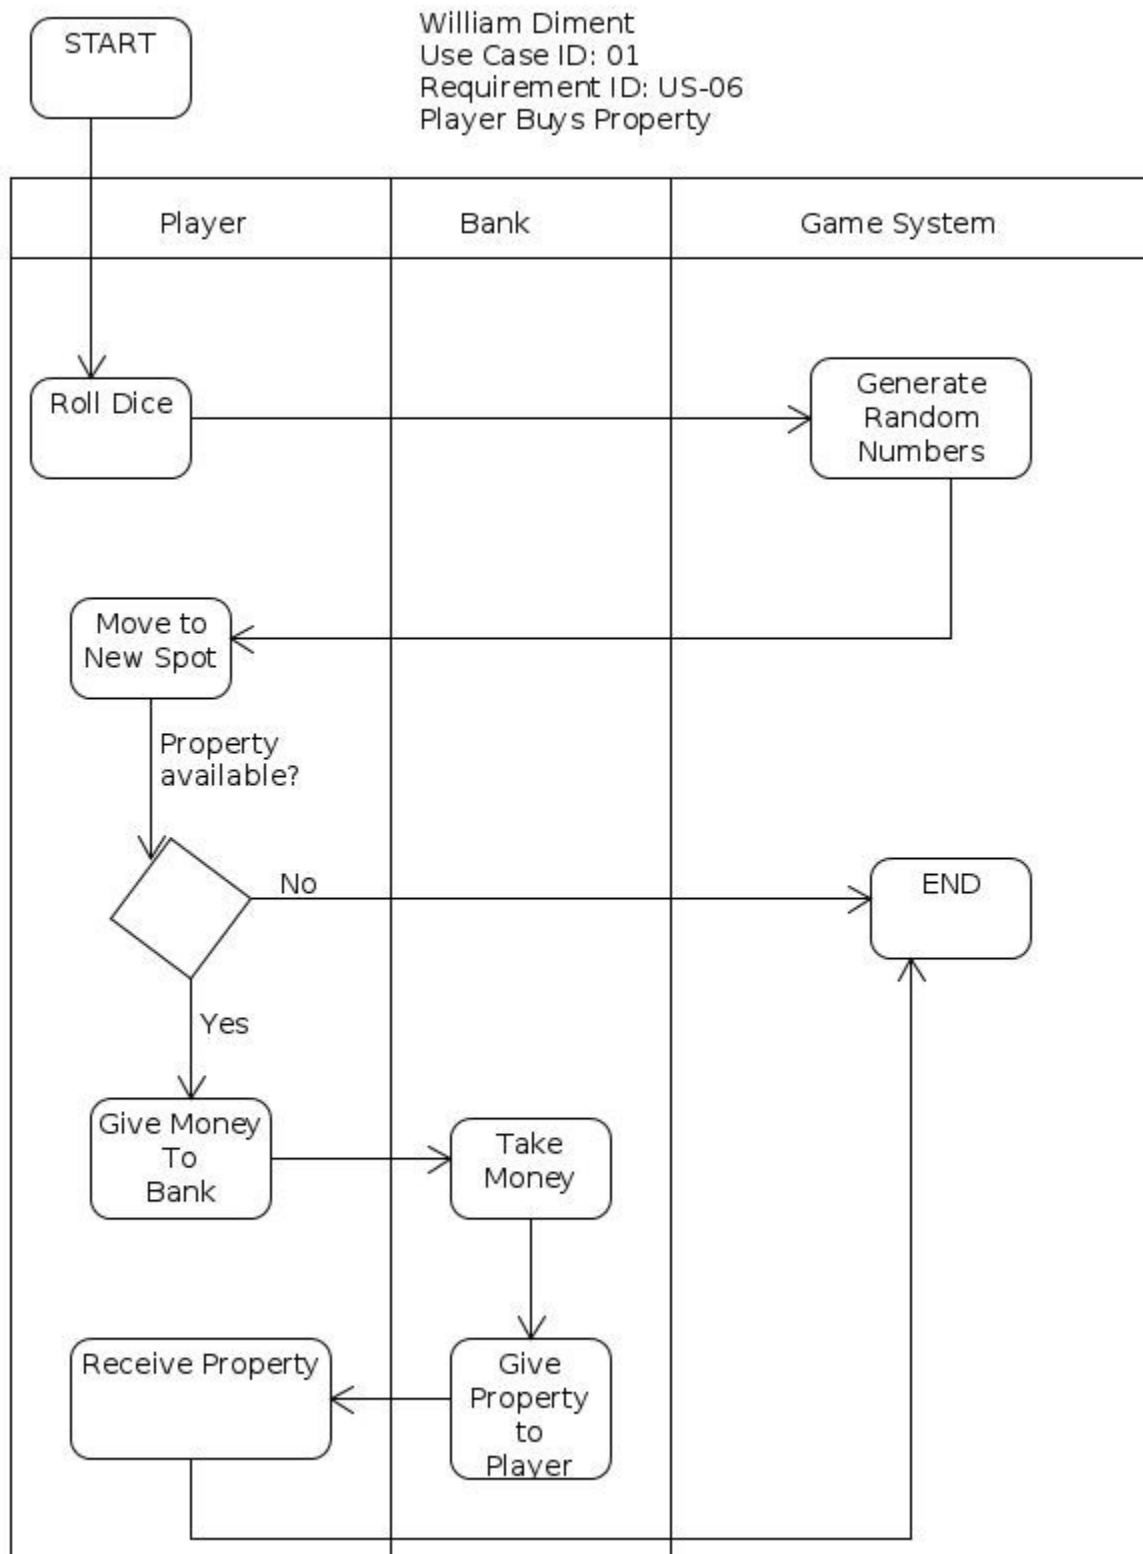 START
William Diment
Use Case ID: 01
Requirement ID: US-06
Player Buys Property
Player
Bank
Game System
Roll Dice
Generate
Random
Numbers
Move to
New Spot
Property
available?
No
END
Yes
Give Money
To
Bank
Take
Money
Receive Property
Give
Property
to
Player